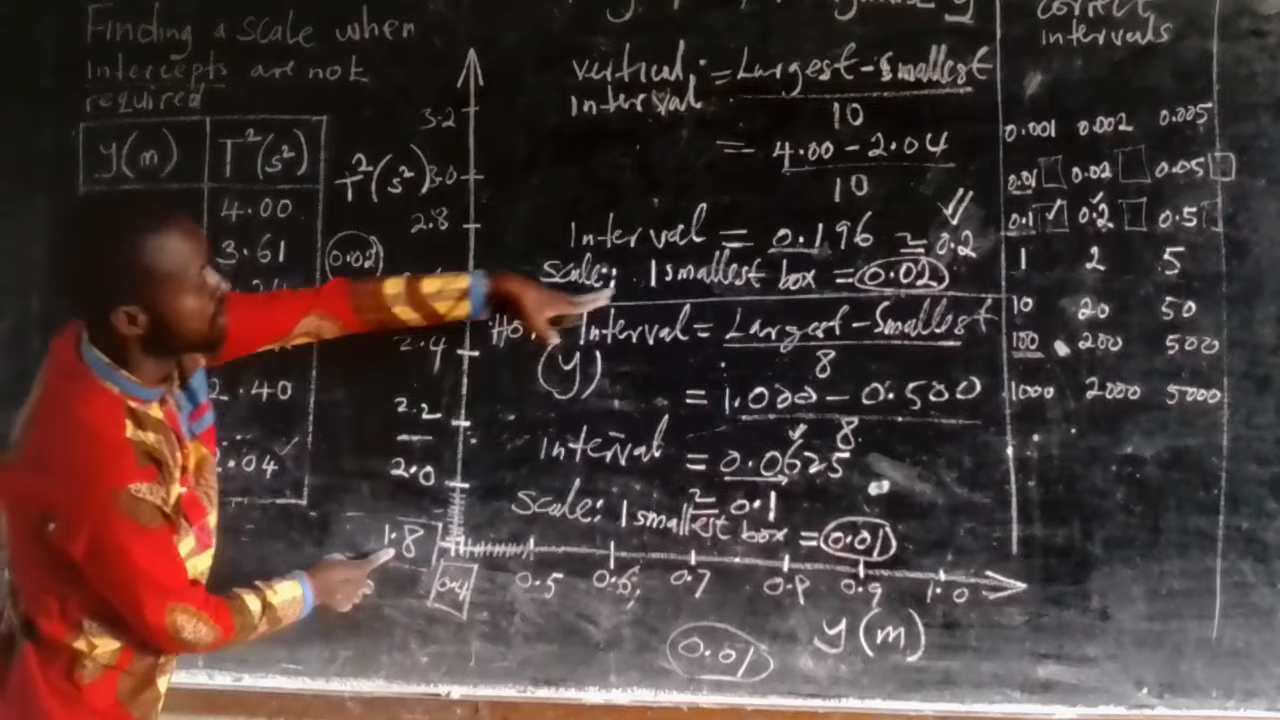 Finding a scale when
intercepts are not
required
y(m) T²(s²)
4.00
3.61
2.40
2.04
T²(s²)
0.02
3.2
3.0
2.8
2.4
2.2
2.0
1.8
0.4 0.5 0.6 0.7 0.8 0.9 1.0
y(m)
0.01
vertical = Largest - Smallest
interval
10
= 4.00 - 2.04
10
Interval = 0.196 ≈ 0.2 ✓✓
scale: 1 smallest box = 0.02
Interval = Largest - Smallest
(y) 8
= 1.000 - 0.500
8
interval = 0.0625
≈ 0.1
scale: 1 smallest box = 0.01
correct
intervals
0.001 0.002 0.005
0.01 0.02 0.05
0.1 ✓ 0.2 0.5
1 2 5
10 20 50
100 200 500
1000 2000 5000